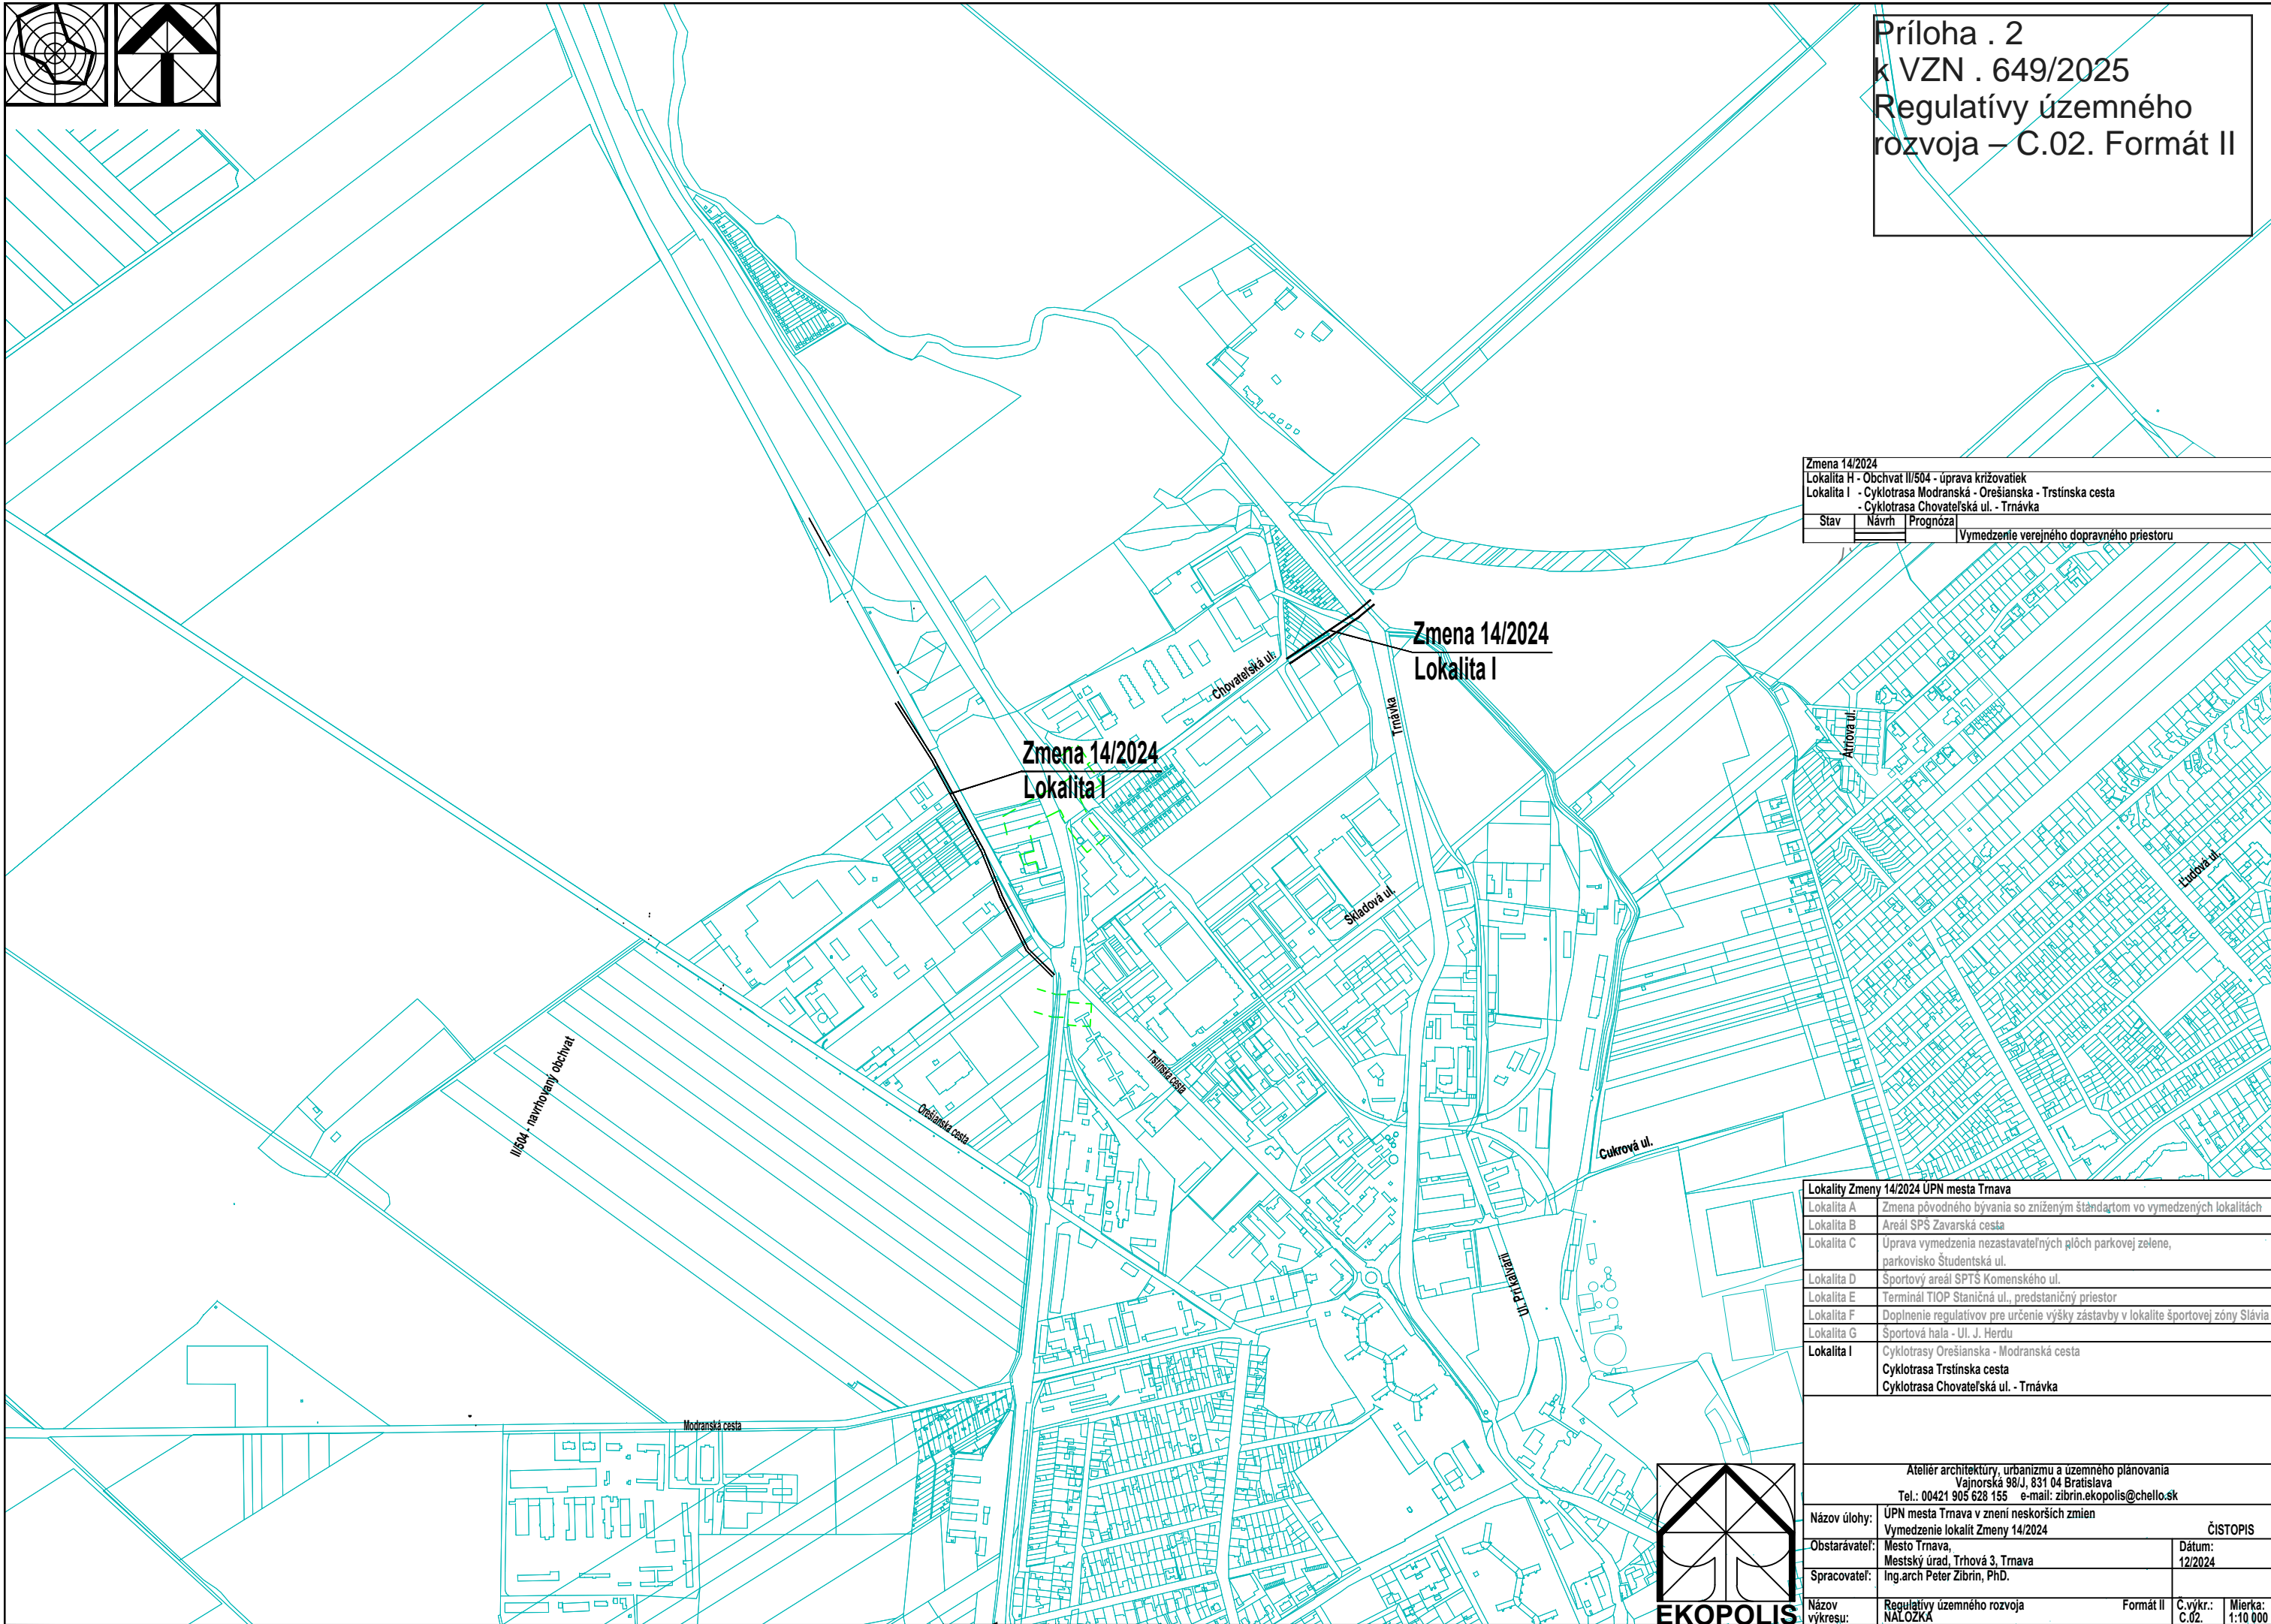 Príloha . 2
k VZN . 649/2025
Regulatívy územného
rozvoja – C.02. Formát II
Zmena 14/2024
Lokalita H - Obchvat II/504 - úprava križovatiek
Lokalita I - Cyklotrasa Modranská - Orešianska - Trstínska cesta
- Cyklotrasa Chovateľská ul. - Trnávka
Stav Návrh Prognóza
Vymedzenie verejného dopravného priestoru
Zmena 14/2024
Lokalita I
Chovateľská ul.
Trnávka
Átriová ul.
Zmena 14/2024
Lokalita I
Ľudová ul.
Skladová ul.
II/504 - navrhovaný obchvat
Trstínska cesta
Orešianska cesta
Cukrová ul.
Ul. Pri kalvárii
Modranská cesta
Lokality Zmeny 14/2024 ÚPN mesta Trnava
Lokalita A Zmena pôvodného bývania so zníženým štandartom vo vymedzených lokalitách
Lokalita B Areál SPŠ Zavarská cesta
Lokalita C Úprava vymedzenia nezastavateľných plôch parkovej zelene,
parkovisko Študentská ul.
Lokalita D Športový areál SPTŠ Komenského ul.
Lokalita E Terminál TIOP Staničná ul., predstaničný priestor
Lokalita F Doplnenie regulatívov pre určenie výšky zástavby v lokalite športovej zóny Slávia
Lokalita G Športová hala - Ul. J. Herdu
Lokalita I Cyklotrasy Orešianska - Modranská cesta
Cyklotrasa Trstínska cesta
Cyklotrasa Chovateľská ul. - Trnávka
Ateliér architektúry, urbanizmu a územného plánovania
Vajnorská 98/J, 831 04 Bratislava
Tel.: 00421 905 628 155 e-mail: zibrin.ekopolis@chello.sk
Názov úlohy: ÚPN mesta Trnava v znení neskorších zmien
Vymedzenie lokalít Zmeny 14/2024 ČISTOPIS
Obstarávateľ: Mesto Trnava,
Mestský úrad, Trhová 3, Trnava
Dátum:
12/2024
Spracovateľ: Ing.arch Peter Zibrin, PhD.
Názov
výkresu:
Regulatívy územného rozvoja Formát II
NÁLOŽKA
Č.výkr.:
C.02.
Mierka:
1:10 000
EKOPOLIS